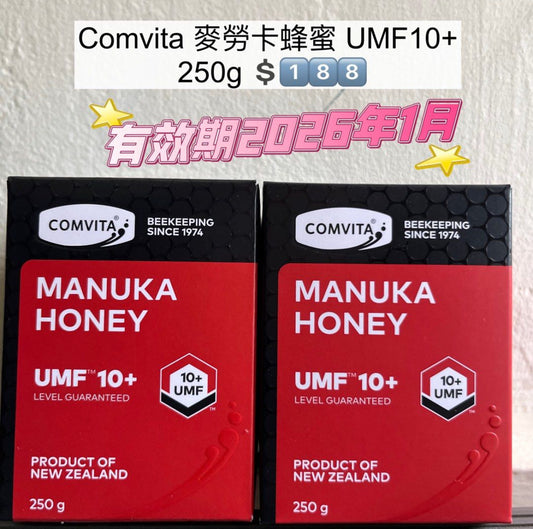 Comvita 麥勞卡蜂蜜 UMF10+
250g $188
有效期2026年1月
COMVITA®
BEEKEEPING
SINCE 1974
MANUKA
HONEY
UMF™ 10+
LEVEL GUARANTEED
10+
UMF™
PRODUCT OF
NEW ZEALAND
250 g
COMVITA®
BEEKEEPING
SINCE 1974
MANUKA
HONEY
UMF™ 10+
LEVEL GUARANTEED
10+
UMF™
PRODUCT OF
NEW ZEALAND
250 g